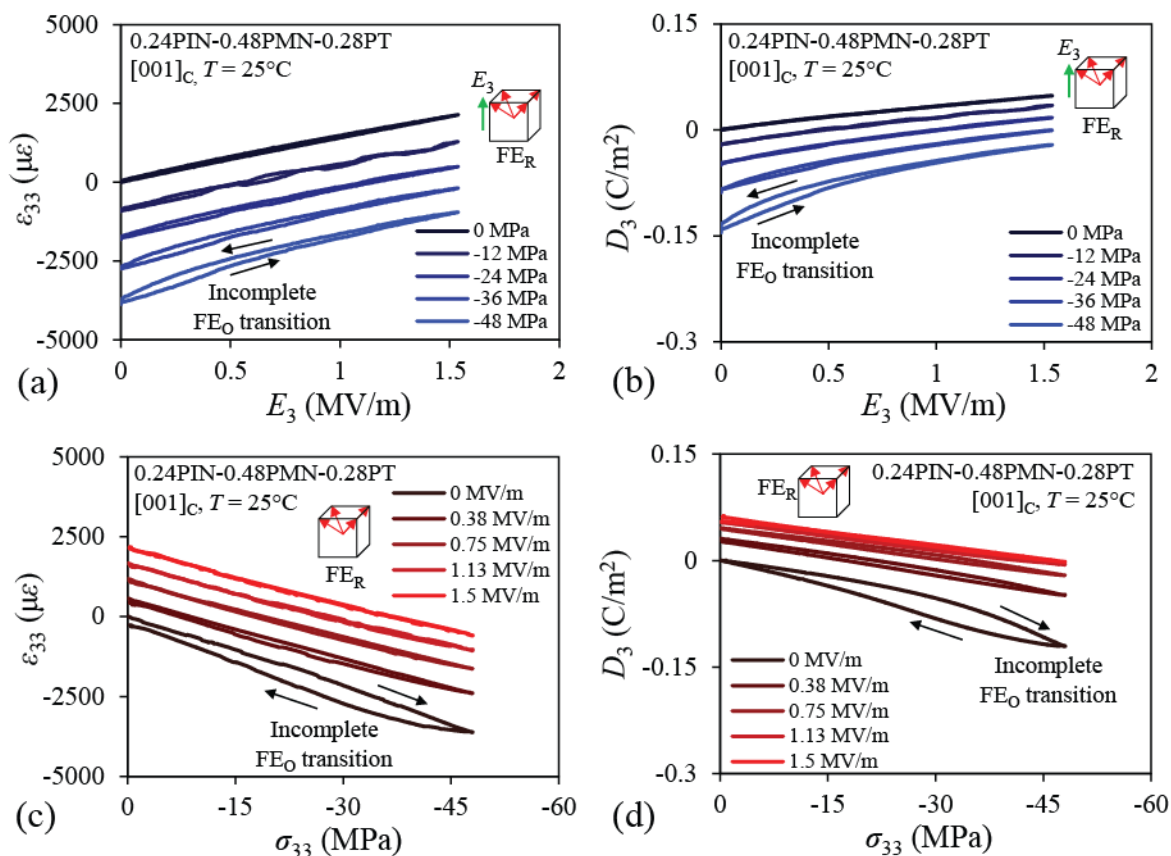 5000
2500
0
-2500
-5000
ε33 (με)
0.24PIN-0.48PMN-0.28PT
[001]C, T = 25°C
E3
FER
0 MPa
-12 MPa
-24 MPa
-36 MPa
-48 MPa
Incomplete
FEO transition
0 0.5 1 1.5 2
(a)
E3 (MV/m)
0.15
0
-0.15
-0.3
D3 (C/m²)
0.24PIN-0.48PMN-0.28PT
[001]C, T = 25°C
E3
FER
Incomplete
FEO transition
0 MPa
-12 MPa
-24 MPa
-36 MPa
-48 MPa
0 0.5 1 1.5 2
(b)
E3 (MV/m)
5000
2500
0
-2500
-5000
ε33 (με)
0.24PIN-0.48PMN-0.28PT
[001]C, T = 25°C
FER
0 MV/m
0.38 MV/m
0.75 MV/m
1.13 MV/m
1.5 MV/m
Incomplete
FEO transition
0 -15 -30 -45 -60
(c)
σ33 (MPa)
0.15
0
-0.15
-0.3
D3 (C/m²)
FER
0.24PIN-0.48PMN-0.28PT
[001]C, T = 25°C
Incomplete
FEO transition
0 MV/m
0.38 MV/m
0.75 MV/m
1.13 MV/m
1.5 MV/m
0 -15 -30 -45 -60
(d)
σ33 (MPa)